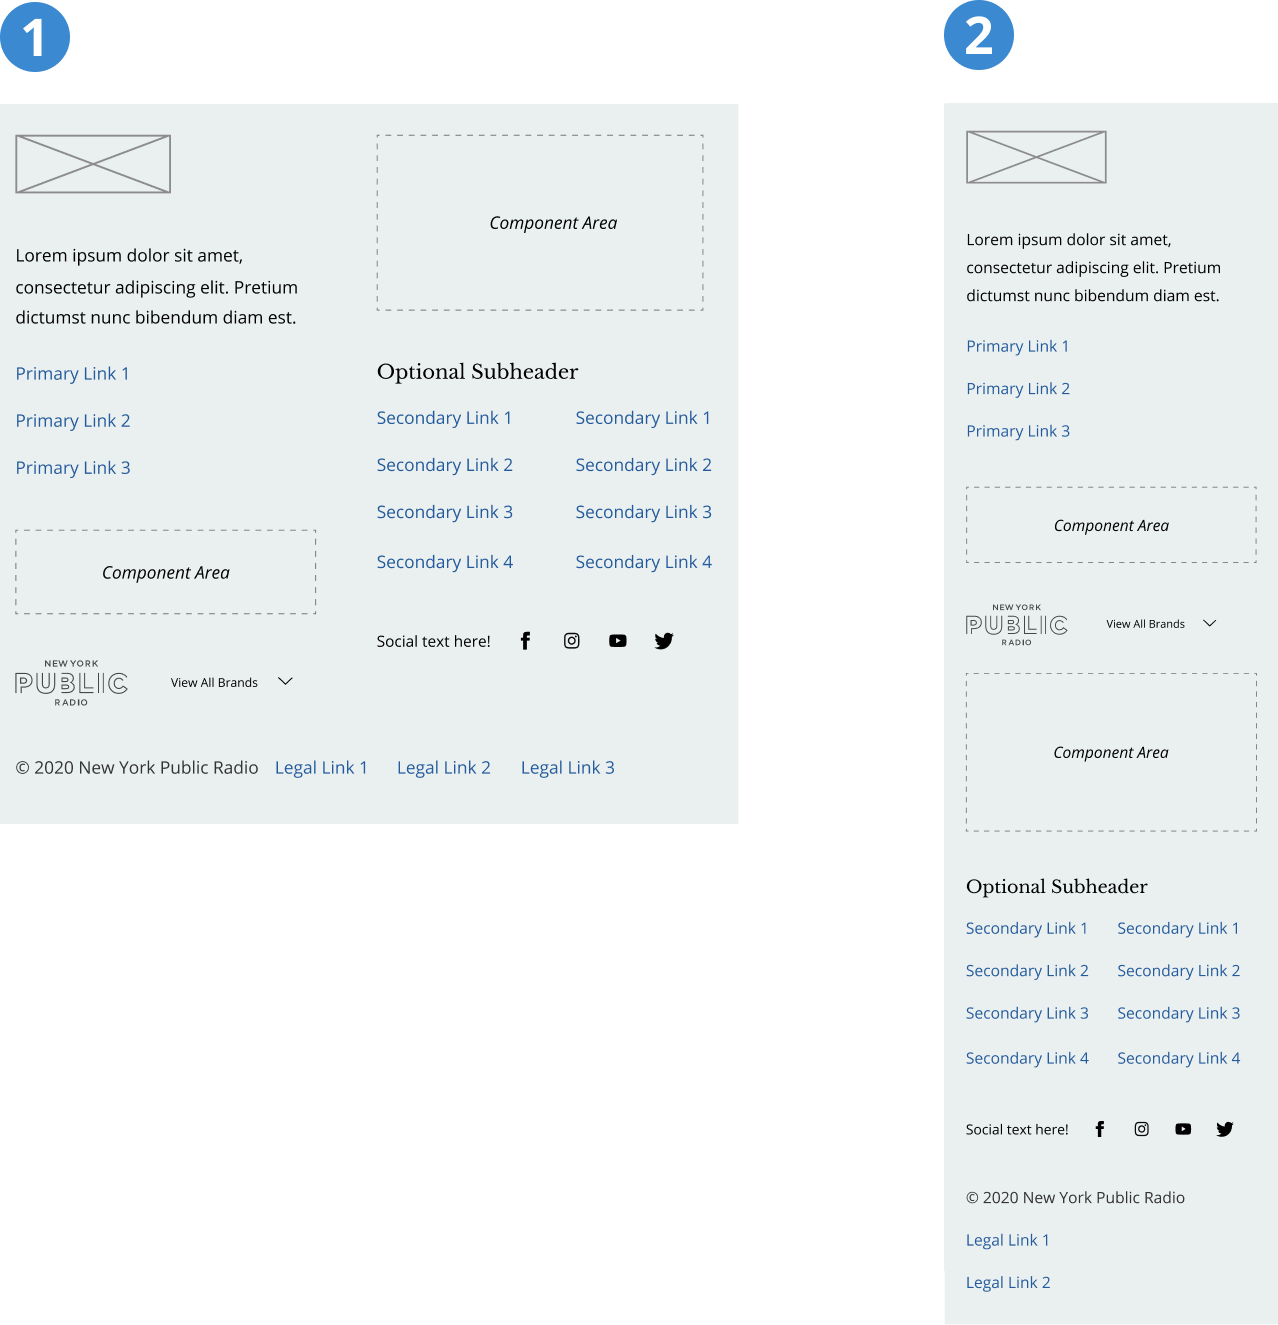 1
Component Area
Lorem ipsum dolor sit amet,
consectetur adipiscing elit. Pretium
dictumst nunc bibendum diam est.
Primary Link 1
Primary Link 2
Primary Link 3
Component Area
NEW YORK
PUBLIC
RADIO
View All Brands
Optional Subheader
Secondary Link 1 Secondary Link 1
Secondary Link 2 Secondary Link 2
Secondary Link 3 Secondary Link 3
Secondary Link 4 Secondary Link 4
Social text here!
© 2020 New York Public Radio Legal Link 1 Legal Link 2 Legal Link 3
2
Lorem ipsum dolor sit amet,
consectetur adipiscing elit. Pretium
dictumst nunc bibendum diam est.
Primary Link 1
Primary Link 2
Primary Link 3
Component Area
NEW YORK
PUBLIC
RADIO
View All Brands
Component Area
Optional Subheader
Secondary Link 1 Secondary Link 1
Secondary Link 2 Secondary Link 2
Secondary Link 3 Secondary Link 3
Secondary Link 4 Secondary Link 4
Social text here!
© 2020 New York Public Radio
Legal Link 1
Legal Link 2